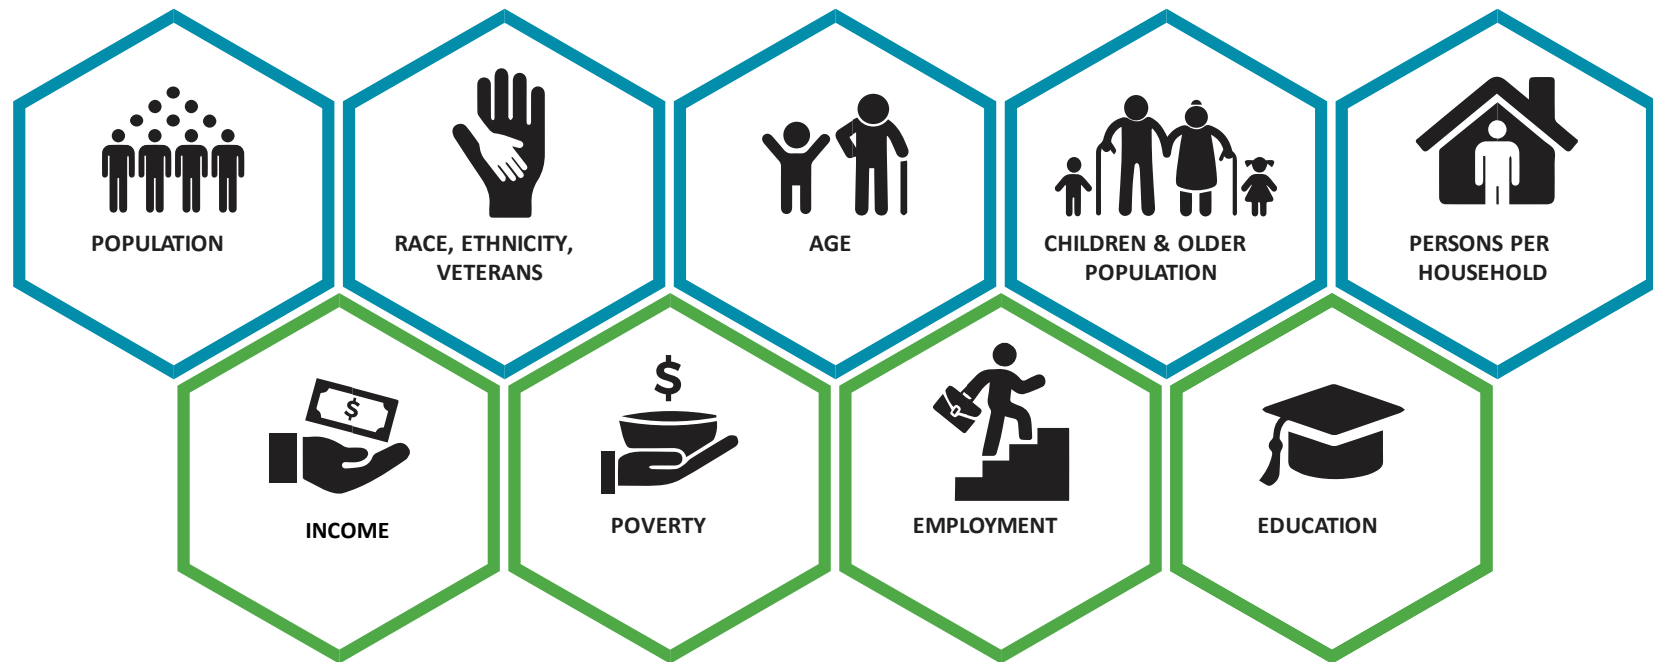 POPULATION
RACE, ETHNICITY,
VETERANS
AGE
CHILDREN & OLDER
POPULATION
PERSONS PER
HOUSEHOLD
$
INCOME
$
POVERTY
EMPLOYMENT
EDUCATION